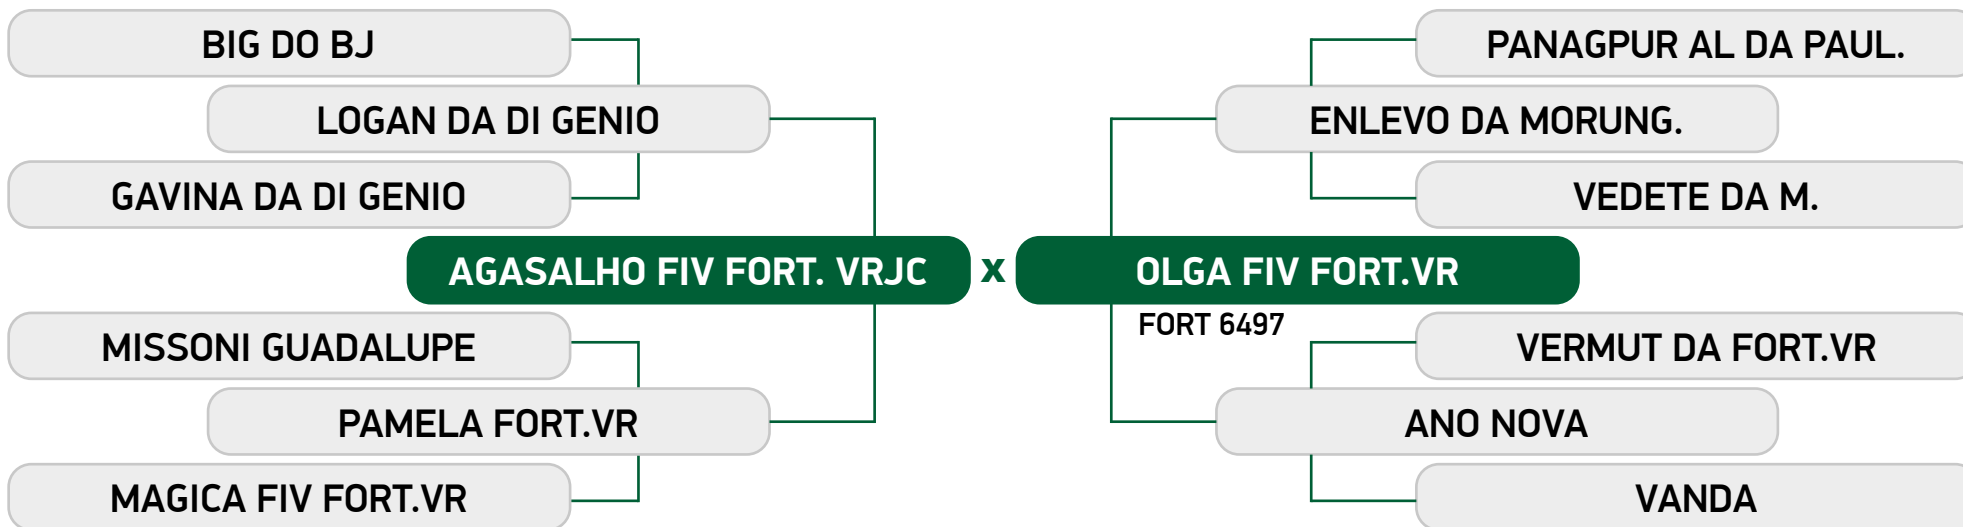 BIG DO BJ
PANAGPUR AL DA PAUL.
LOGAN DA DI GENIO
ENLEVO DA MORUNG.
GAVINA DA DI GENIO
VEDETE DA M.
AGASALHO FIV FORT. VRJC x OLGA FIV FORT.VR
FORT 6497
MISSONI GUADALUPE
VERMUT DA FORT.VR
PAMELA FORT.VR
ANO NOVA
MAGICA FIV FORT.VR
VANDA